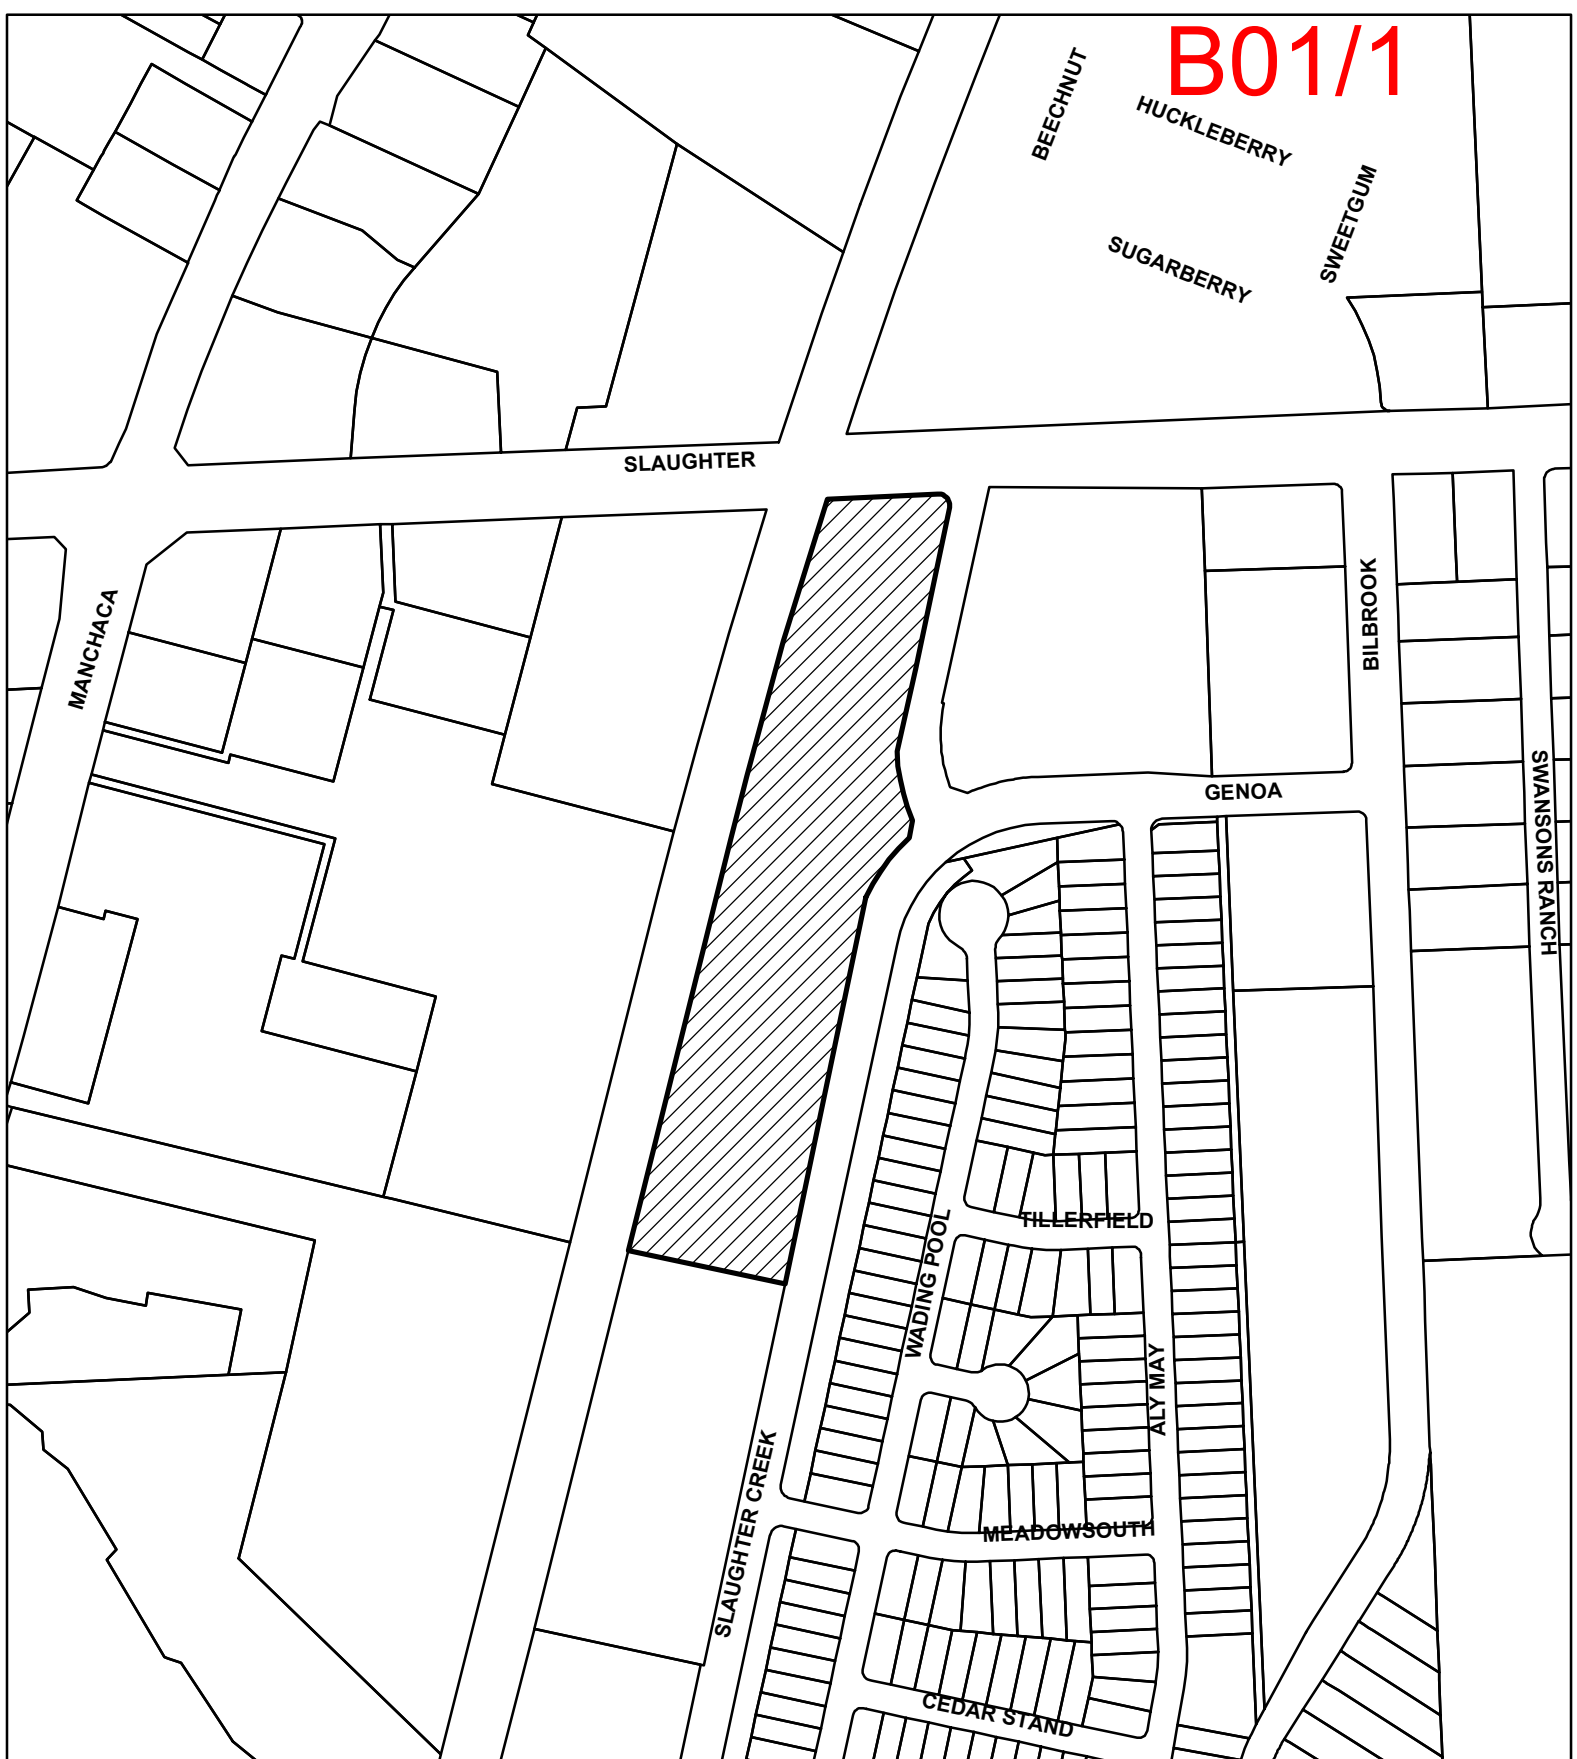 B01/1
BEECHNUT
HUCKLEBERRY
SWEETGUM
SUGARBERRY
SLAUGHTER
MANCHACA
BILBROOK
GENOA
SWANSONS RANCH
TILLERFIELD
WADING POOL
ALY MAY
SLAUGHTER CREEK
MEADOWSOUTH
CEDAR STAND